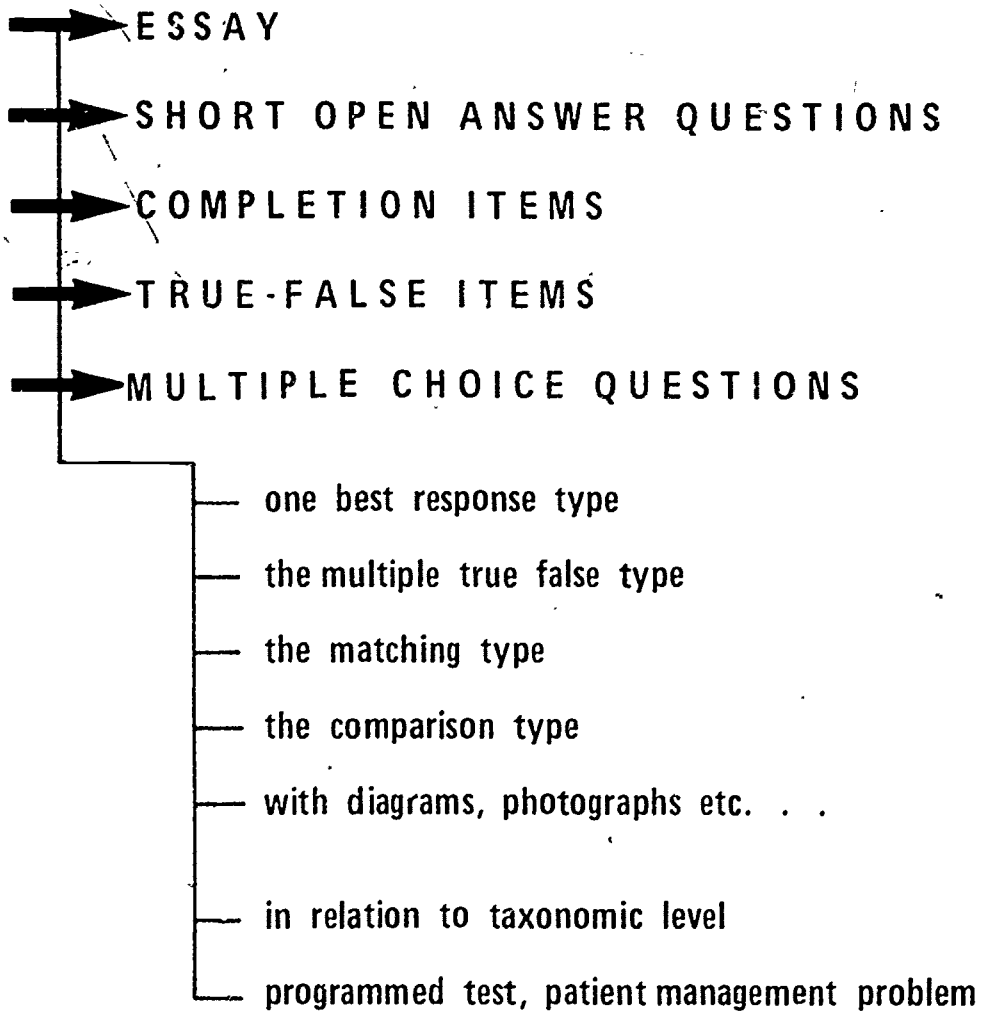 ESSAY
SHORT OPEN ANSWER QUESTIONS
COMPLETION ITEMS
TRUE-FALSE ITEMS
MULTIPLE CHOICE QUESTIONS
one best response type
the multiple true false type
the matching type
the comparison type
with diagrams, photographs etc. . .
in relation to taxonomic level
programmed test, patient management problem